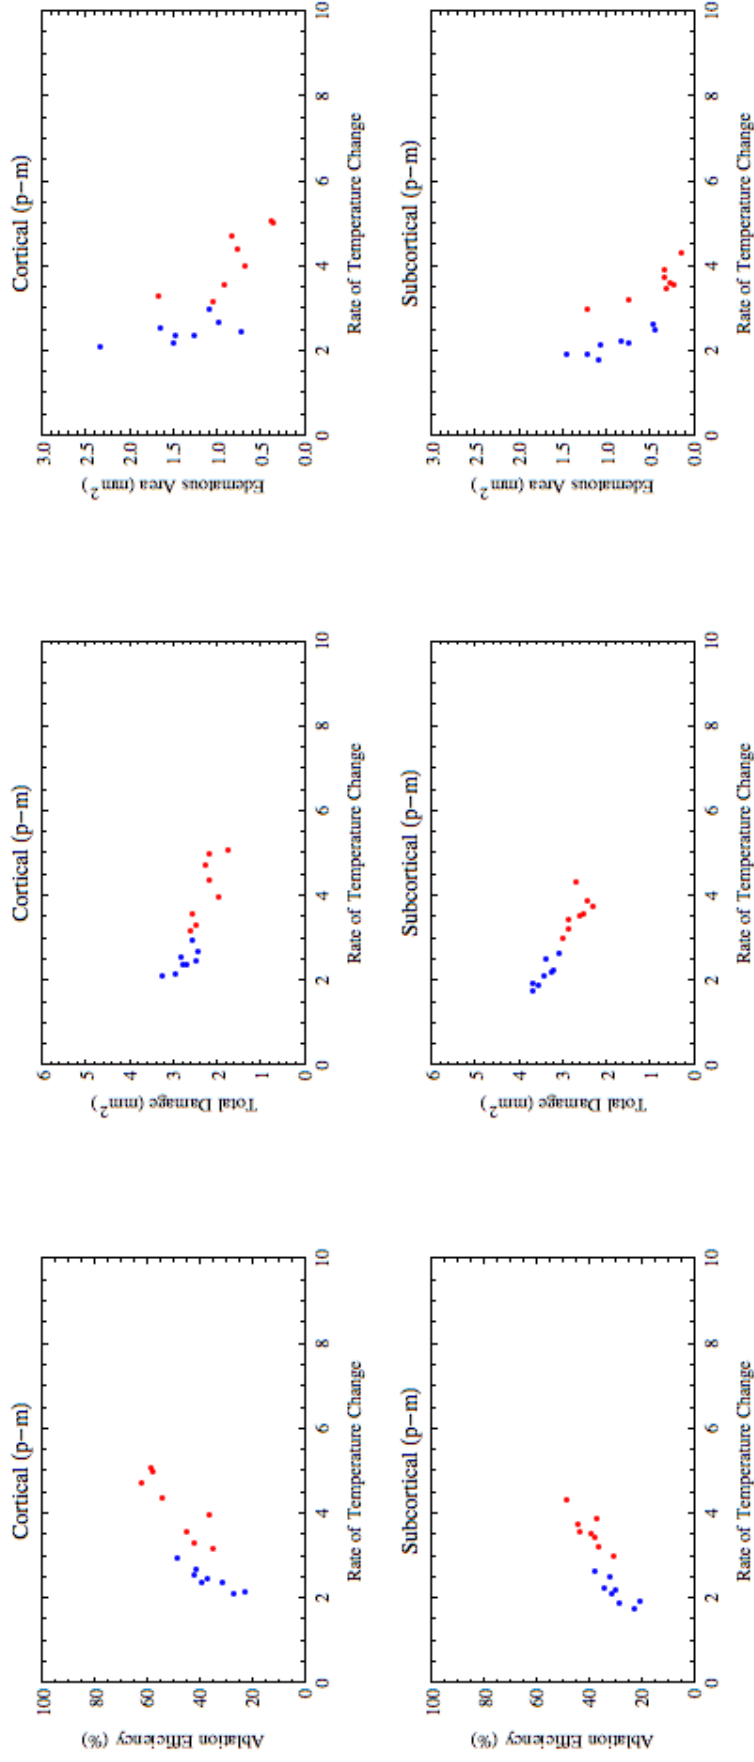 Cortical (p−m)
Ablation Efficiency (%)
100
80
60
40
20
0
0 2 4 6 8 10
Rate of Temperature Change
Cortical (p−m)
Total Damage (mm²)
6
5
4
3
2
1
0
0 2 4 6 8 10
Rate of Temperature Change
Cortical (p−m)
Edematous Area (mm²)
3.0
2.5
2.0
1.5
1.0
0.5
0.0
0 2 4 6 8 10
Rate of Temperature Change
Subcortical (p−m)
Ablation Efficiency (%)
100
80
60
40
20
0
0 2 4 6 8 10
Rate of Temperature Change
Subcortical (p−m)
Total Damage (mm²)
6
5
4
3
2
1
0
0 2 4 6 8 10
Rate of Temperature Change
Subcortical (p−m)
Edematous Area (mm²)
3.0
2.5
2.0
1.5
1.0
0.5
0.0
0 2 4 6 8 10
Rate of Temperature Change